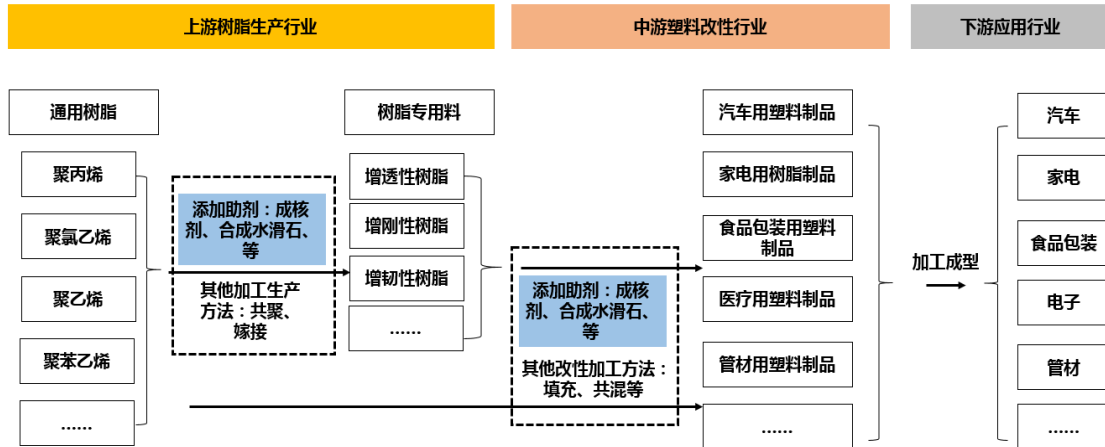 上游树脂生产行业
中游塑料改性行业
下游应用行业
通用树脂
聚丙烯
聚氯乙烯
聚乙烯
聚苯乙烯
......
添加助剂：成核
剂、合成水滑石、
等
其他加工生产
方法：共聚、
嫁接
树脂专用料
增透性树脂
增刚性树脂
增韧性树脂
......
添加助剂：成核
剂、合成水滑石、
等
其他改性加工方法：
填充、共混等
汽车用塑料制品
家电用树脂制品
食品包装用塑料
制品
医疗用塑料制品
管材用塑料制品
......
加工成型
汽车
家电
食品包装
电子
管材
......